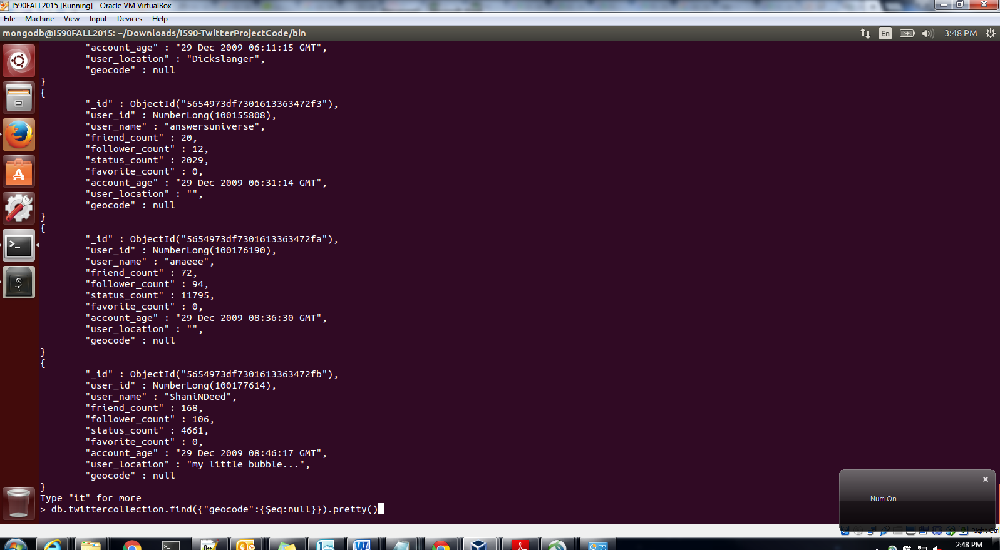 I590FALL2015 [Running] - Oracle VM VirtualBox
File Machine View Input Devices Help
mongodb@I590FALL2015: ~/Downloads/I590-TwitterProjectCode/bin
En
3:48 PM
"account_age" : "29 Dec 2009 06:11:15 GMT",
"user_location" : "Dickslanger",
"geocode" : null
}
{
"_id" : ObjectId("5654973df7301613363472f3"),
"user_id" : NumberLong(100155808),
"user_name" : "answersuniverse",
"friend_count" : 20,
"follower_count" : 12,
"status_count" : 2029,
"favorite_count" : 0,
"account_age" : "29 Dec 2009 06:31:14 GMT",
"user_location" : "",
"geocode" : null
}
{
"_id" : ObjectId("5654973df7301613363472fa"),
"user_id" : NumberLong(100176190),
"user_name" : "amaeee",
"friend_count" : 72,
"follower_count" : 94,
"status_count" : 11795,
"favorite_count" : 0,
"account_age" : "29 Dec 2009 08:36:30 GMT",
"user_location" : "",
"geocode" : null
}
{
"_id" : ObjectId("5654973df7301613363472fb"),
"user_id" : NumberLong(100177614),
"user_name" : "ShaniNDeed",
"friend_count" : 168,
"follower_count" : 106,
"status_count" : 4661,
"favorite_count" : 0,
"account_age" : "29 Dec 2009 08:46:17 GMT",
"user_location" : "my little bubble...",
"geocode" : null
}
Type "it" for more
> db.twittercollection.find({"geocode":{$eq:null}}).pretty()
Num On
Right Ctrl
2:48 PM